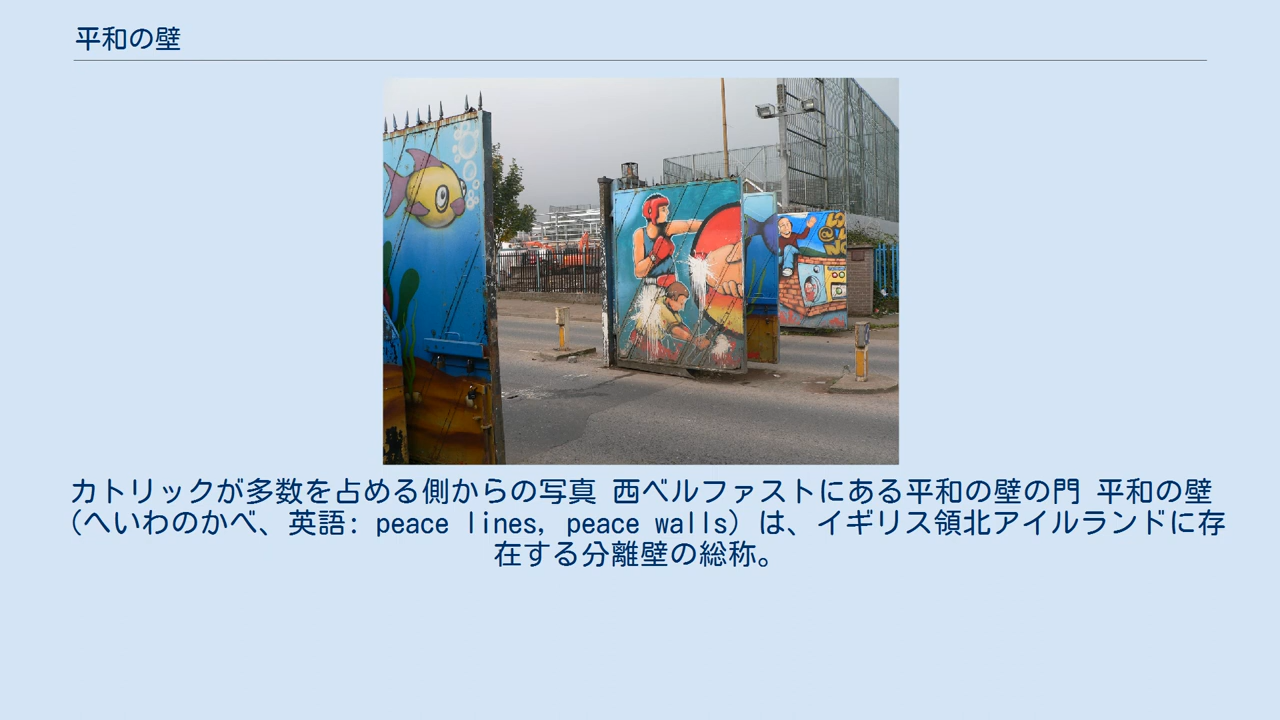 平和の壁
カトリックが多数を占める側からの写真 西ベルファストにある平和の壁の門 平和の壁
(へいわのかべ、英語: peace lines, peace walls) は、イギリス領北アイルランドに存
在する分離壁の総称。